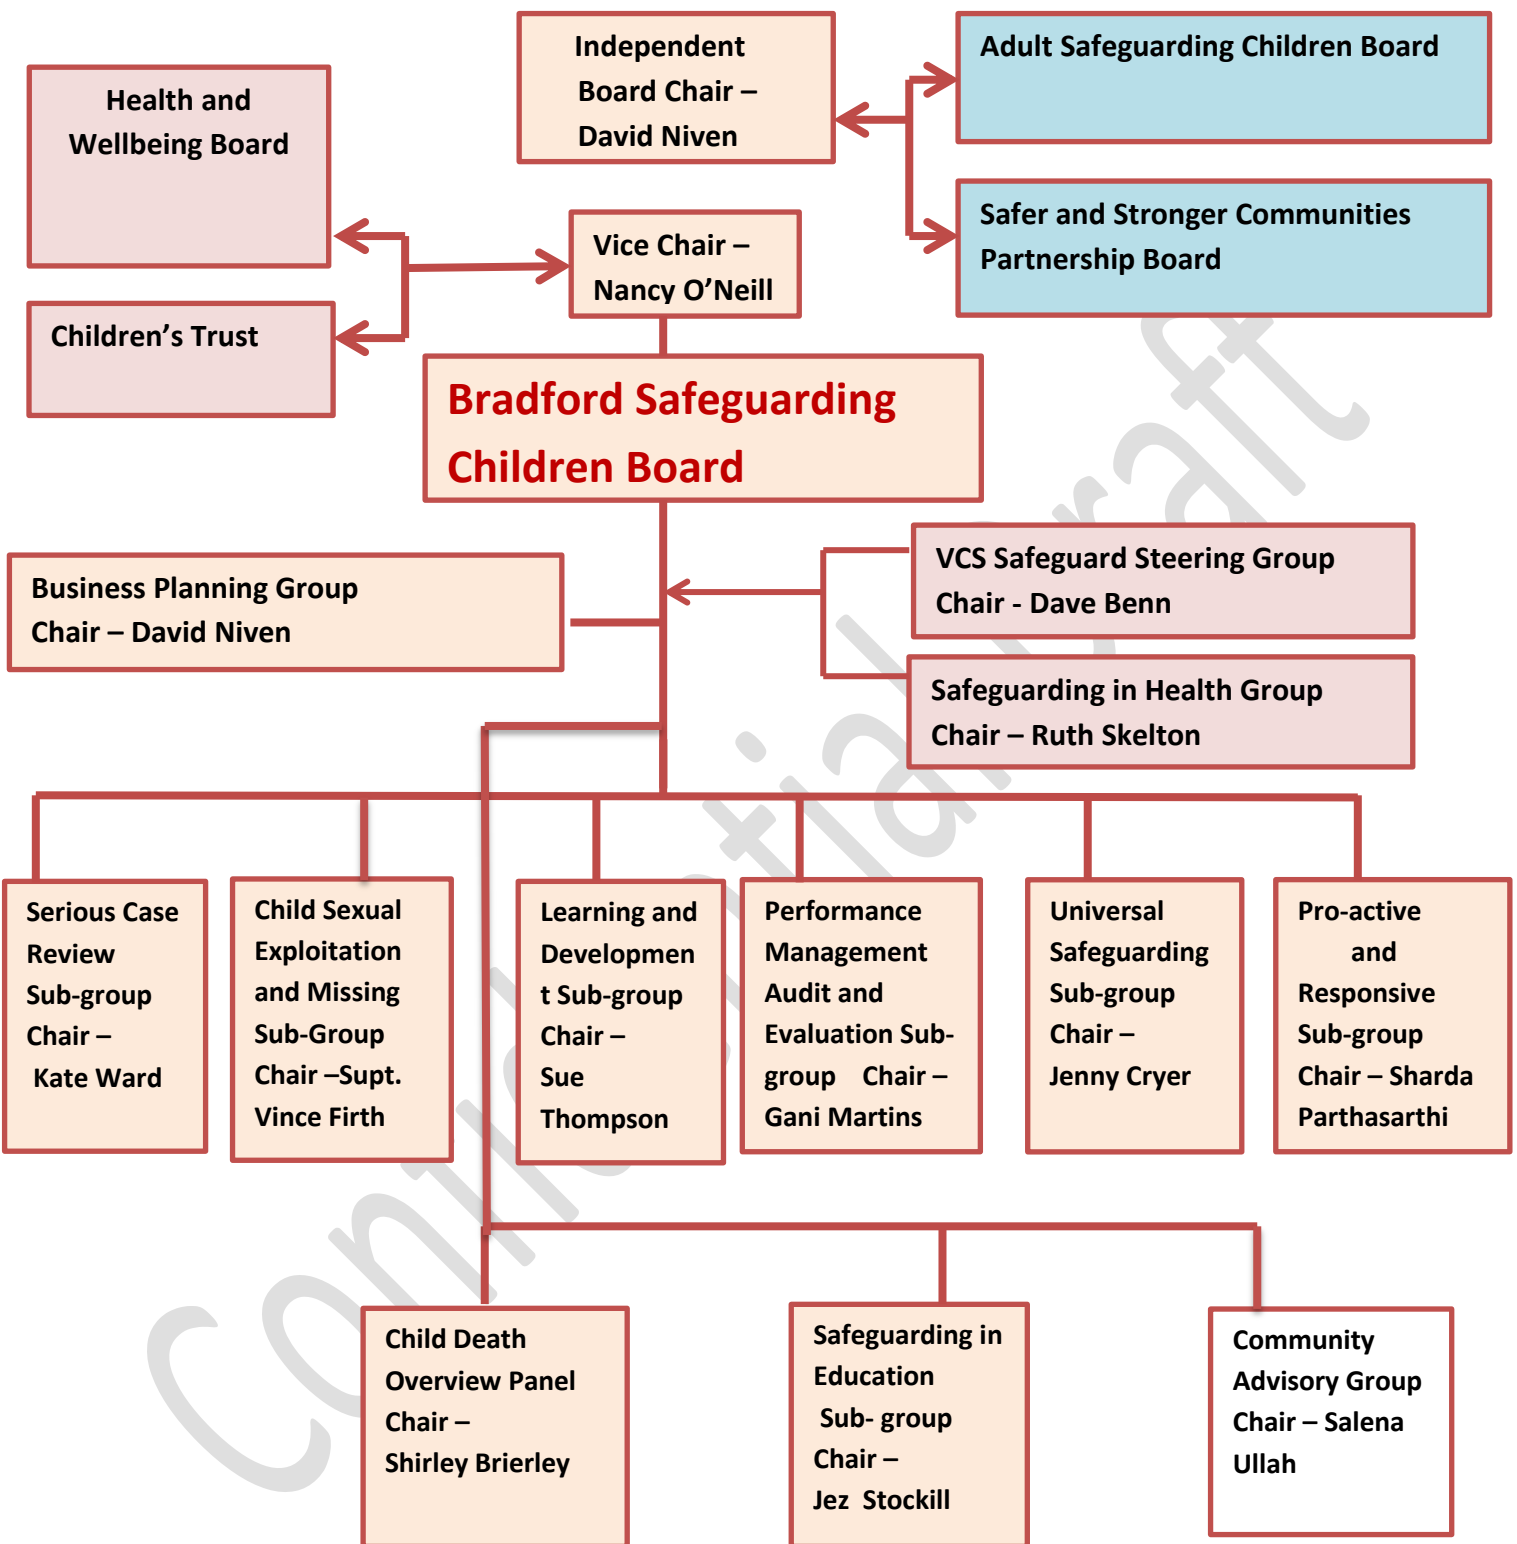 Independent
Board Chair –
David Niven
Adult Safeguarding Children Board
Health and
Wellbeing Board
Safer and Stronger Communities
Partnership Board
Vice Chair –
Nancy O’Neill
Children’s Trust
Bradford Safeguarding
Children Board
VCS Safeguard Steering Group
Chair - Dave Benn
Business Planning Group
Chair – David Niven
Safeguarding in Health Group
Chair – Ruth Skelton
Serious Case
Review
Sub-group
Chair –
Kate Ward
Child Sexual
Exploitation
and Missing
Sub-Group
Chair –Supt.
Vince Firth
Learning and
Developmen
t Sub-group
Chair –
Sue
Thompson
Performance
Management
Audit and
Evaluation Sub-
group Chair –
Gani Martins
Universal
Safeguarding
Sub-group
Chair –
Jenny Cryer
Pro-active
and
Responsive
Sub-group
Chair – Sharda
Parthasarthi
Child Death
Overview Panel
Chair –
Shirley Brierley
Safeguarding in
Education
Sub- group
Chair –
Jez Stockill
Community
Advisory Group
Chair – Salena
Ullah
Confidential Draft